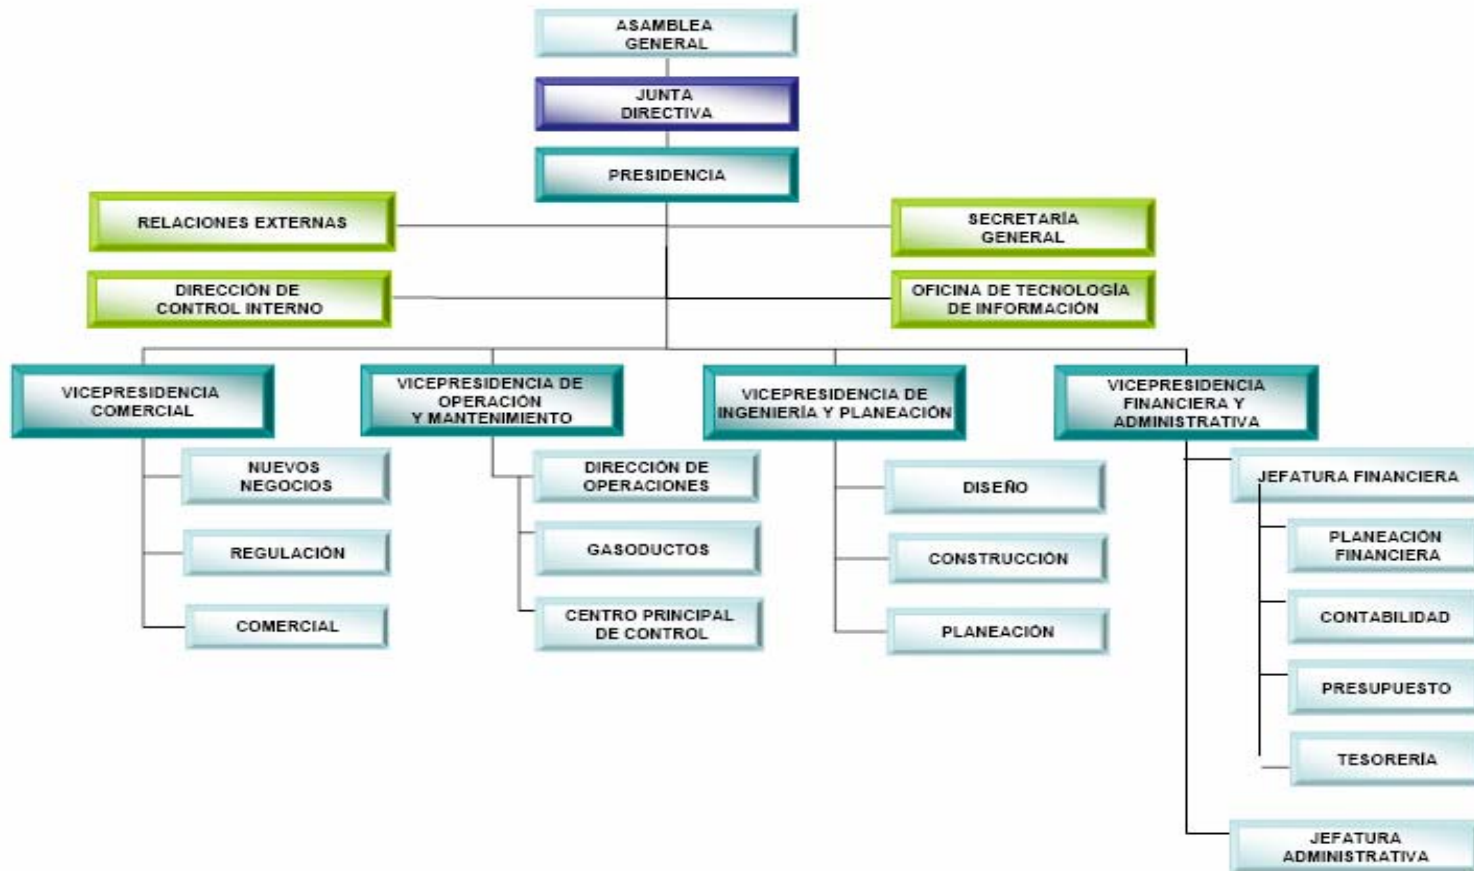 ASAMBLEA
GENERAL
JUNTA
DIRECTIVA
PRESIDENCIA
RELACIONES EXTERNAS
SECRETARÍA
GENERAL
DIRECCIÓN DE
CONTROL INTERNO
OFICINA DE TECNOLOGÍA
DE INFORMACIÓN
VICEPRESIDENCIA
COMERCIAL
VICEPRESIDENCIA DE
OPERACIÓN
Y MANTENIMIENTO
VICEPRESIDENCIA DE
INGENIERÍA Y PLANEACIÓN
VICEPRESIDENCIA
FINANCIERA Y
ADMINISTRATIVA
NUEVOS
NEGOCIOS
REGULACIÓN
COMERCIAL
DIRECCIÓN DE
OPERACIONES
GASODUCTOS
CENTRO PRINCIPAL
DE CONTROL
DISEÑO
CONSTRUCCIÓN
PLANEACIÓN
JEFATURA FINANCIERA
PLANEACIÓN
FINANCIERA
CONTABILIDAD
PRESUPUESTO
TESORERÍA
JEFATURA
ADMINISTRATIVA